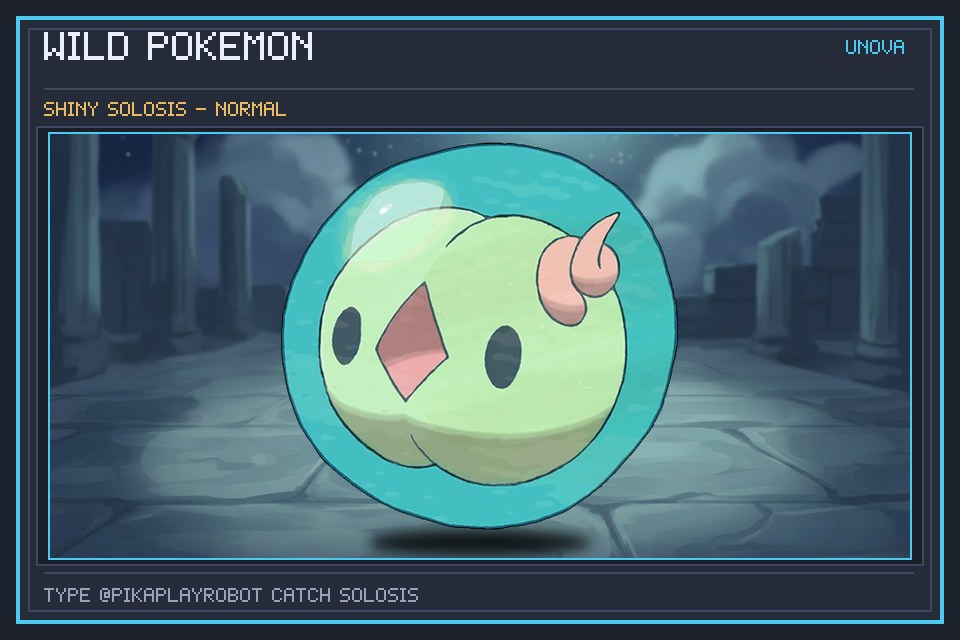 WILD POKEMON
UNOVA
SHINY SOLOSIS - NORMAL
TYPE @PIKAPLAYROBOT CATCH SOLOSIS